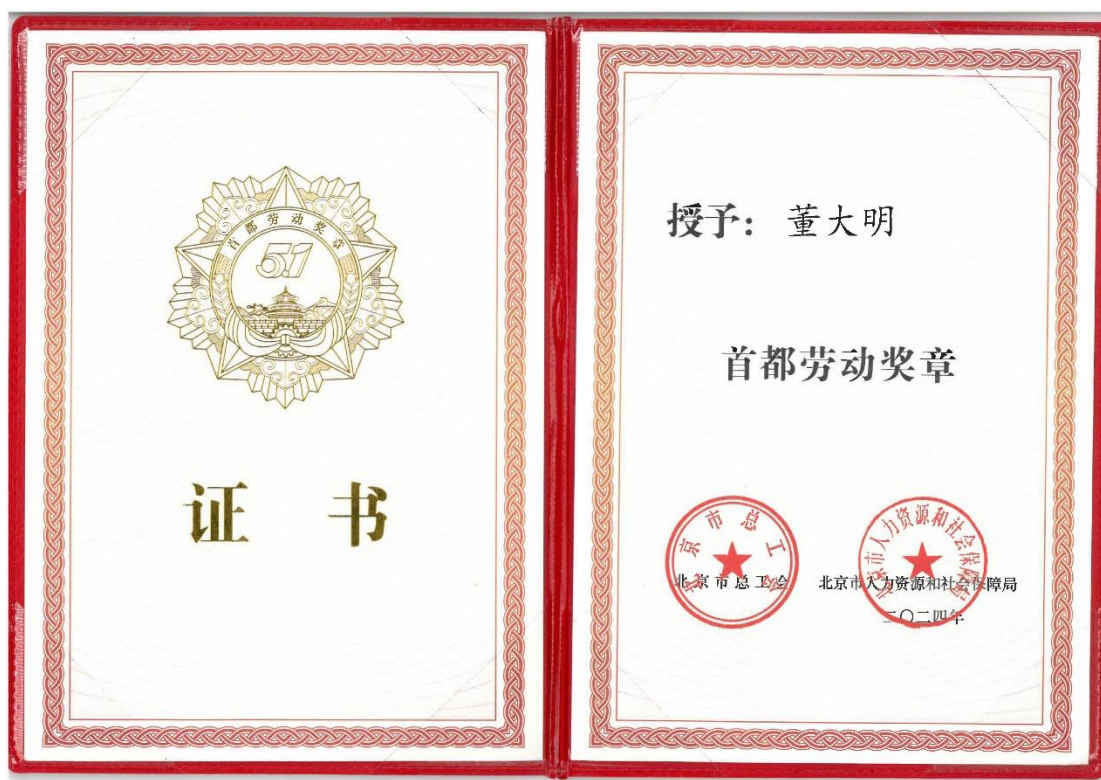 首都劳动奖章
5.1
证 书
授予： 董大明
首都劳动奖章
北京市总工会
北京市总工会
北京市人力资源和社会保障局
北京市人力资源和社会保障局
二〇二四年